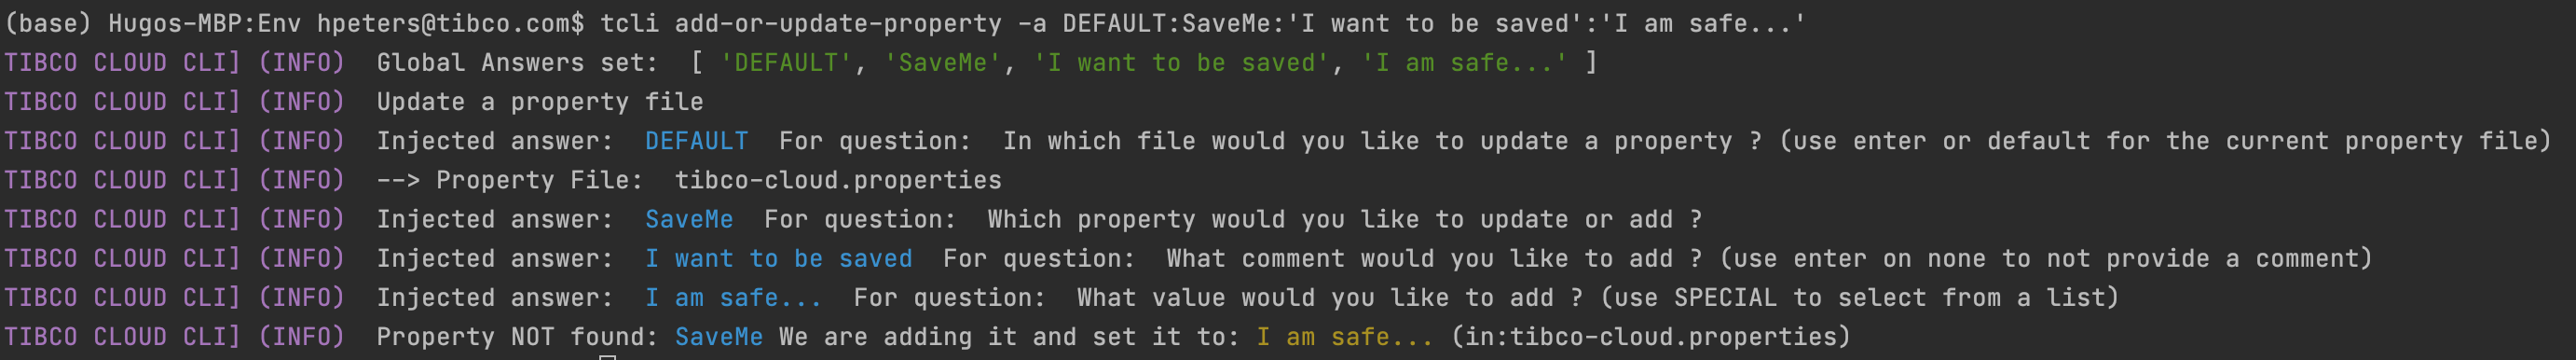 (base) Hugos-MBP:Env hpeters@tibco.com$ tcli add-or-update-property -a DEFAULT:SaveMe:'I want to be saved':'I am safe...'
TIBCO CLOUD CLI] (INFO)  Global Answers set:  [ 'DEFAULT', 'SaveMe', 'I want to be saved', 'I am safe...' ]
TIBCO CLOUD CLI] (INFO)  Update a property file
TIBCO CLOUD CLI] (INFO)  Injected answer:  DEFAULT  For question:  In which file would you like to update a property ? (use enter or default for the current property file)
TIBCO CLOUD CLI] (INFO)  --> Property File:  tibco-cloud.properties
TIBCO CLOUD CLI] (INFO)  Injected answer:  SaveMe  For question:  Which property would you like to update or add ?
TIBCO CLOUD CLI] (INFO)  Injected answer:  I want to be saved  For question:  What comment would you like to add ? (use enter on none to not provide a comment)
TIBCO CLOUD CLI] (INFO)  Injected answer:  I am safe...  For question:  What value would you like to add ? (use SPECIAL to select from a list)
TIBCO CLOUD CLI] (INFO)  Property NOT found: SaveMe We are adding it and set it to: I am safe... (in:tibco-cloud.properties)